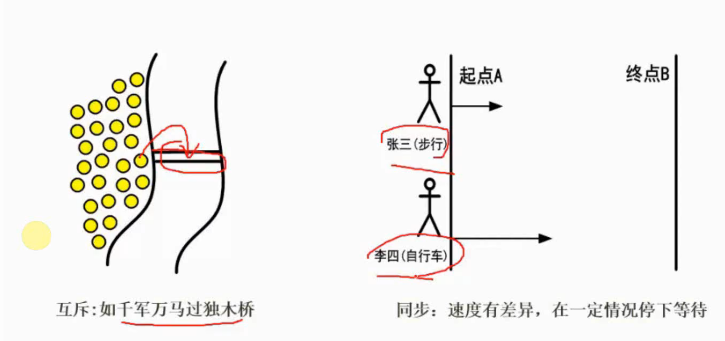 起点A
终点B
张三(步行)
李四(自行车)
互斥:如千军万马过独木桥
同步：速度有差异，在一定情况停下等待